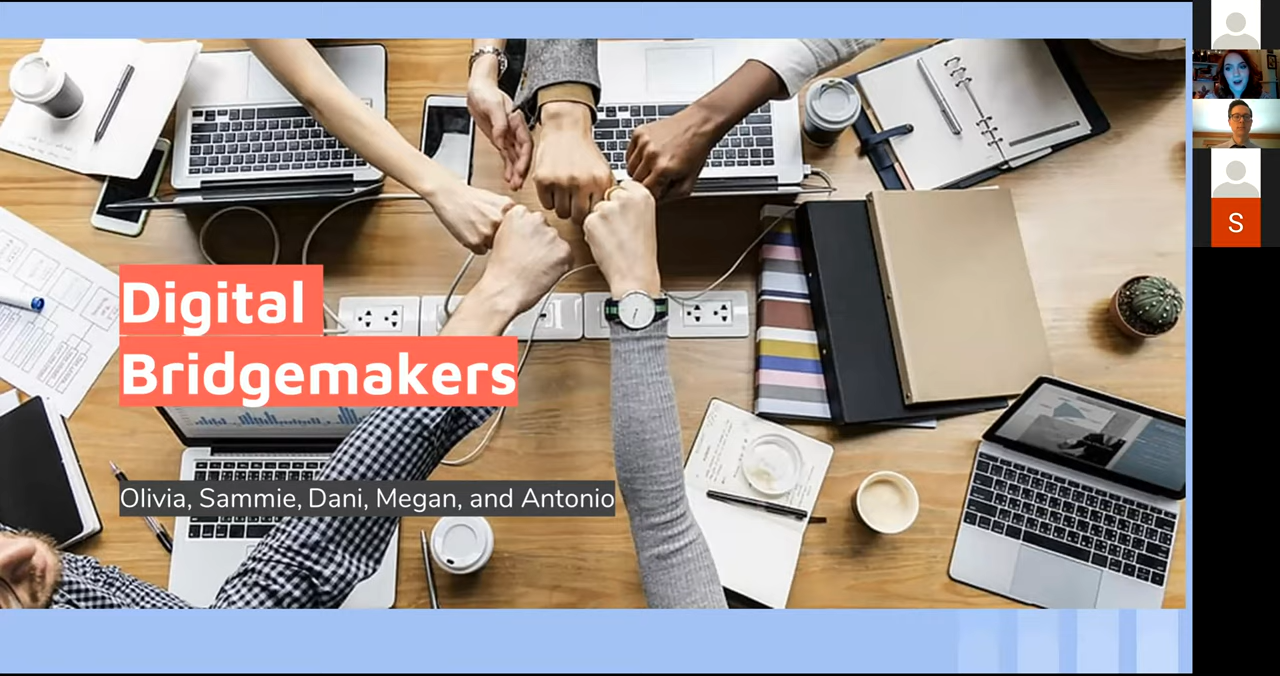 Digital
Bridgemakers
Olivia, Sammie, Dani, Megan, and Antonio
S